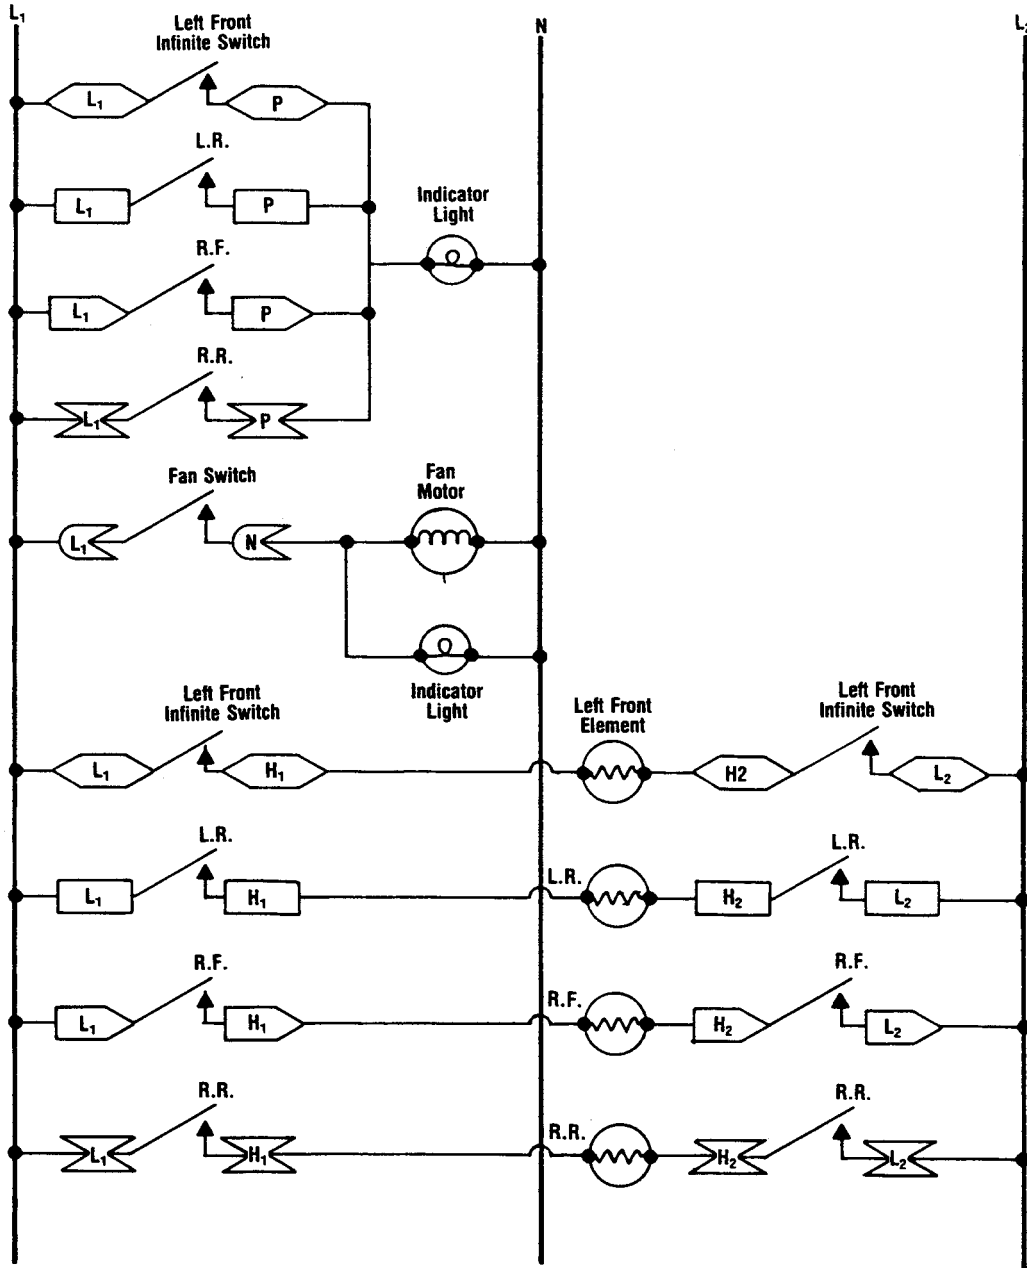 L₁ N L₂
Left Front
Infinite Switch
L₁ P
L.R.
L₁ P
Indicator
Light
R.F.
L₁ P
R.R.
L₁ P
Fan Switch
Fan
Motor
L₁ N
Indicator
Light
Left Front
Infinite Switch
Left Front
Element
Left Front
Infinite Switch
L₁ H₁ H2 L₂
L.R. L.R.
L.R.
L₁ H₁ H₂ L₂
R.F. R.F.
R.F.
L₁ H₁ H₂ L₂
R.R. R.R.
R.R.
L₁ H₁ H₂ L₂